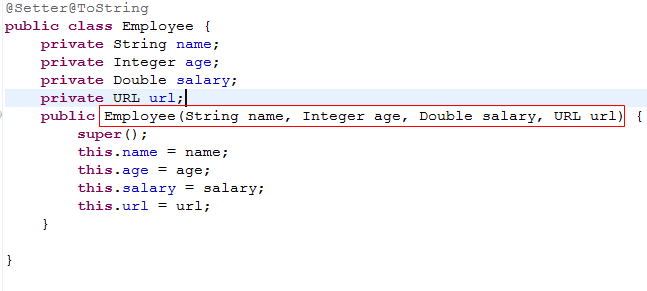 @Setter@ToString
public class Employee {
    private String name;
    private Integer age;
    private Double salary;
    private URL url;
    public Employee(String name, Integer age, Double salary, URL url) {
        super();
        this.name = name;
        this.age = age;
        this.salary = salary;
        this.url = url;
    }
}